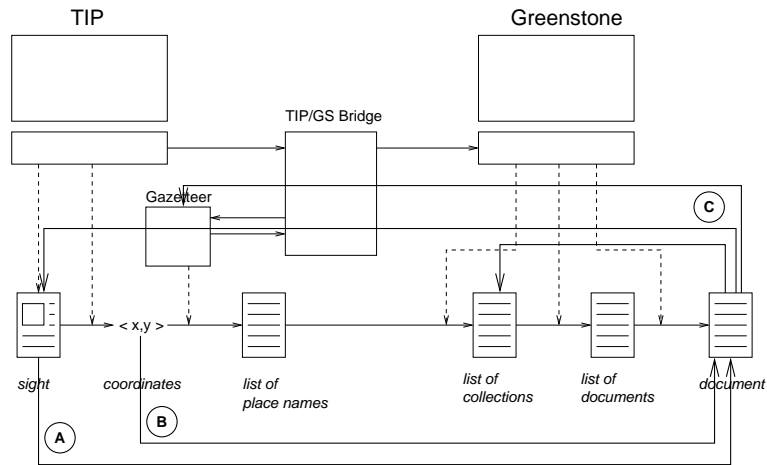 TIP
Greenstone
TIP/GS Bridge
Gazetteer
C
< x,y >
sight
coordinates
list of
place names
list of
collections
list of
documents
document
A
B